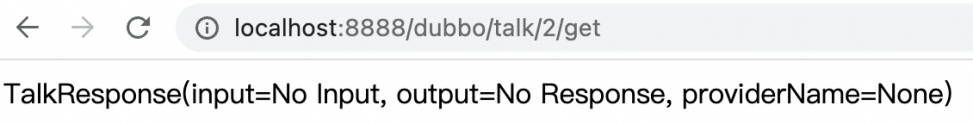 localhost:8888/dubbo/talk/2/get
TalkResponse(input=No Input, output=No Response, providerName=None)